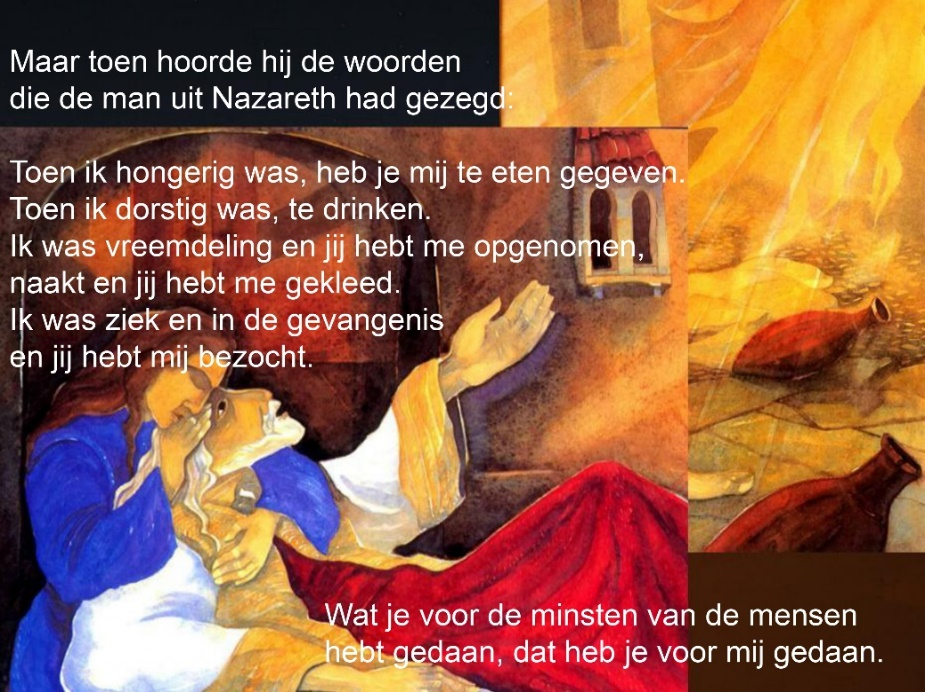 Maar toen hoorde hij de woorden
die de man uit Nazareth had gezegd:
Toen ik hongerig was, heb je mij te eten gegeven.
Toen ik dorstig was, te drinken.
Ik was vreemdeling en jij hebt me opgenomen,
naakt en jij hebt me gekleed.
Ik was ziek en in de gevangenis
en jij hebt mij bezocht.
Wat je voor de minsten van de mensen
hebt gedaan, dat heb je voor mij gedaan.